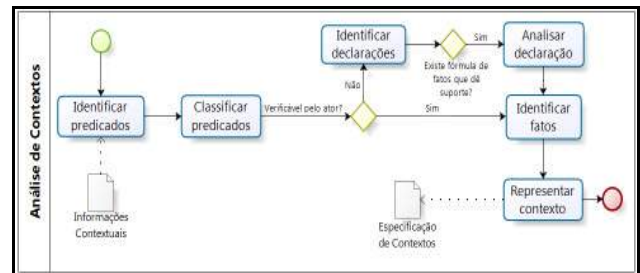 Análise de Contextos
Identificar
predicados
Classificar
predicados
Verificável pelo ator?
Não
Sim
Identificar
declarações
Existe fórmula de
fatos que dê
suporte?
Sim
Analisar
declaração
Identificar
fatos
Representar
contexto
Informações
Contextuais
Especificação
de Contextos